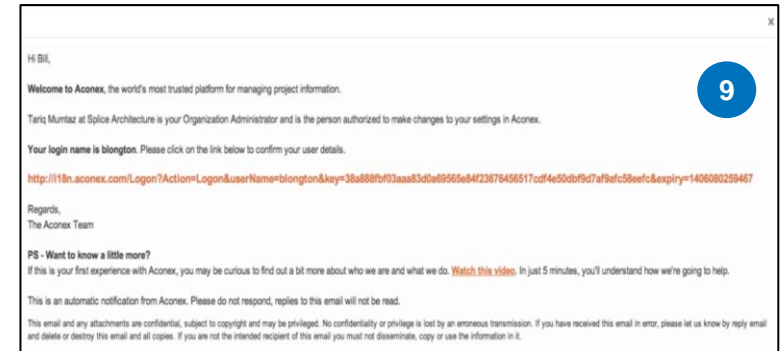 x
Hi Bill,
Welcome to Aconex, the world's most trusted platform for managing project information.
9
Tariq Mumtaz at Splice Architecture is your Organization Administrator and is the person authorized to make changes to your settings in Aconex.
Your login name is blongton. Please click on the link below to confirm your user details.
http://i18n.aconex.com/Logon?Action=Logon&userName=blongton&key=38a888fbf03aaa83d0a69565e84f23676456517cdf4e50dbf9d7af9afc58eefc&expiry=1406080259467
Regards,
The Aconex Team
PS - Want to know a little more?
If this is your first experience with Aconex, you may be curious to find out a bit more about who we are and what we do. Watch this video. In just 5 minutes, you'll understand how we're going to help.
This is an automatic notification from Aconex. Please do not respond, replies to this email will not be read.
This email and any attachments are confidential, subject to copyright and may be privileged. No confidentiality or privilege is lost by an erroneous transmission. If you have received this email in error, please let us know by reply email
and delete or destroy this email and all copies. If you are not the intended recipient of this email you must not disseminate, copy or use the information in it.